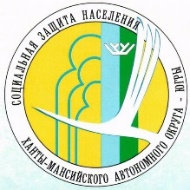 СОЦИАЛЬНАЯ ЗАЩИТА НАСЕЛЕНИЯ
ХАНТЫ-МАНСИЙСКОГО АВТОНОМНОГО ОКРУГА - ЮГРЫ